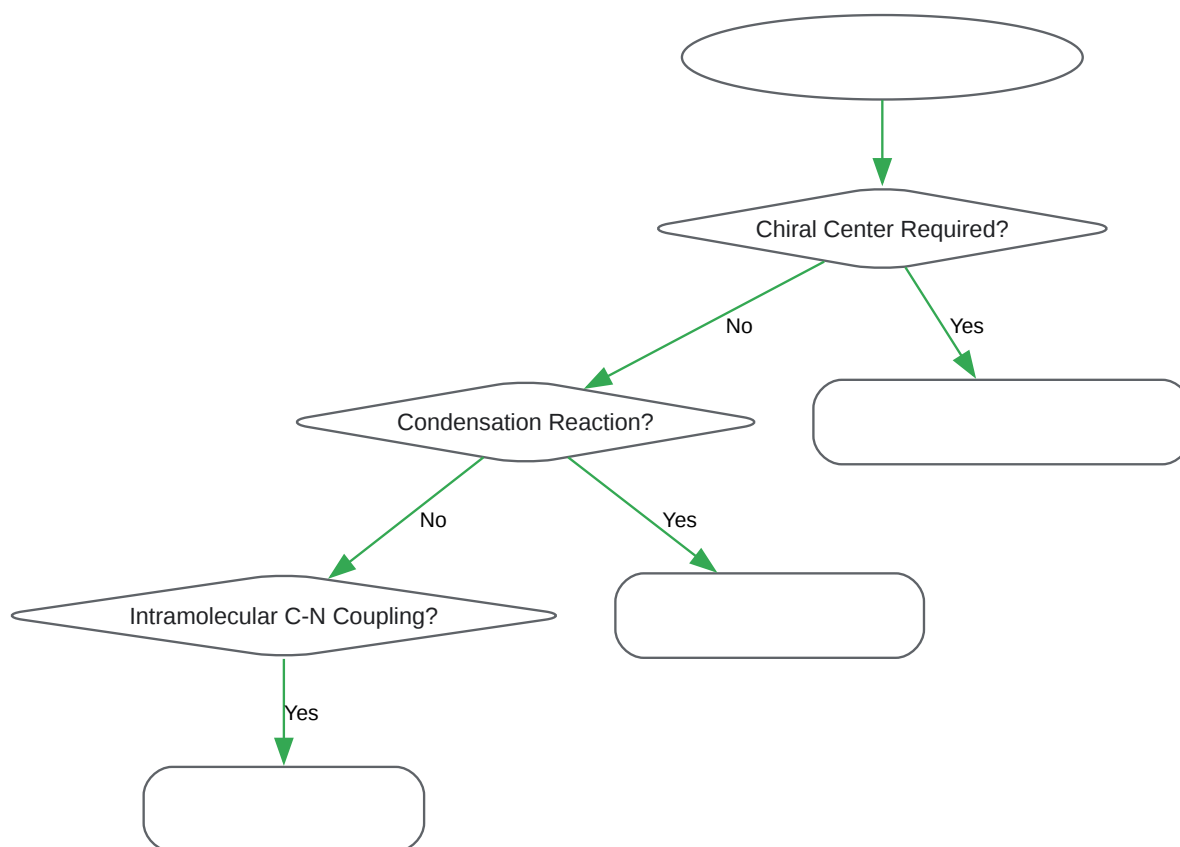 Chiral Center Required?
No
Yes
Condensation Reaction?
No
Yes
Intramolecular C-N Coupling?
Yes